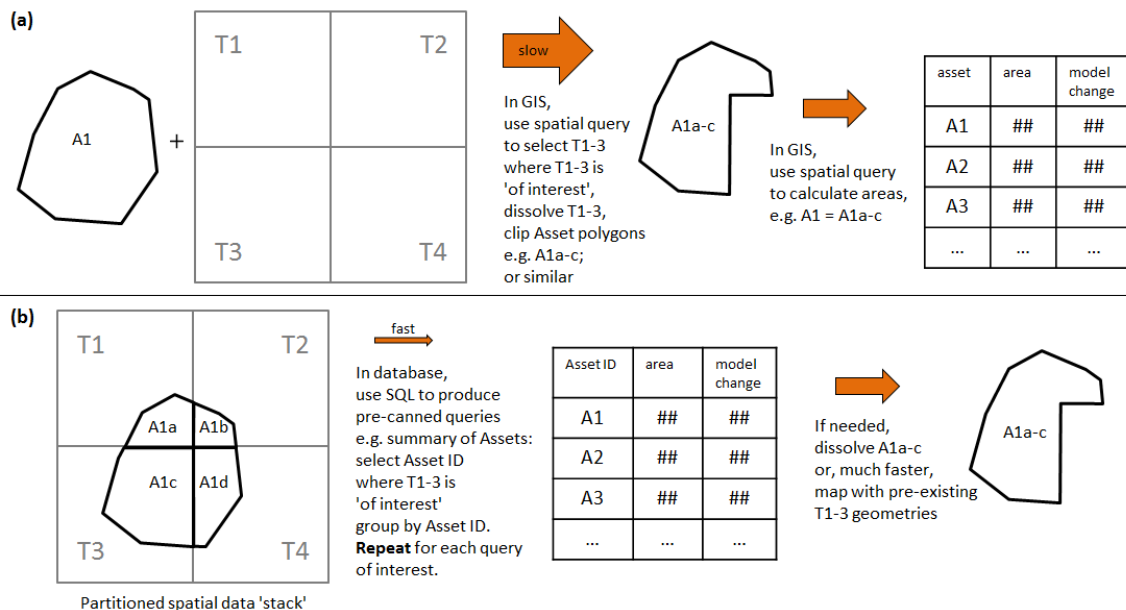 (a)
A1
+
T1
T2
T3
T4
slow
In GIS,
use spatial query
to select T1-3
where T1-3 is
'of interest',
dissolve T1-3,
clip Asset polygons
e.g. A1a-c;
or similar
A1a-c
In GIS,
use spatial query
to calculate areas,
e.g. A1 = A1a-c
asset area model
change
A1 ## ##
A2 ## ##
A3 ## ##
... ... ...
(b)
T1
T2
A1a
A1b
A1c
A1d
T3
T4
Partitioned spatial data 'stack'
fast
In database,
use SQL to produce
pre-canned queries
e.g. summary of Assets:
select Asset ID
where T1-3 is
'of interest'
group by Asset ID.
Repeat for each query
of interest.
Asset ID area model
change
A1 ## ##
A2 ## ##
A3 ## ##
... ... ...
If needed,
dissolve A1a-c
or, much faster,
map with pre-existing
T1-3 geometries
A1a-c